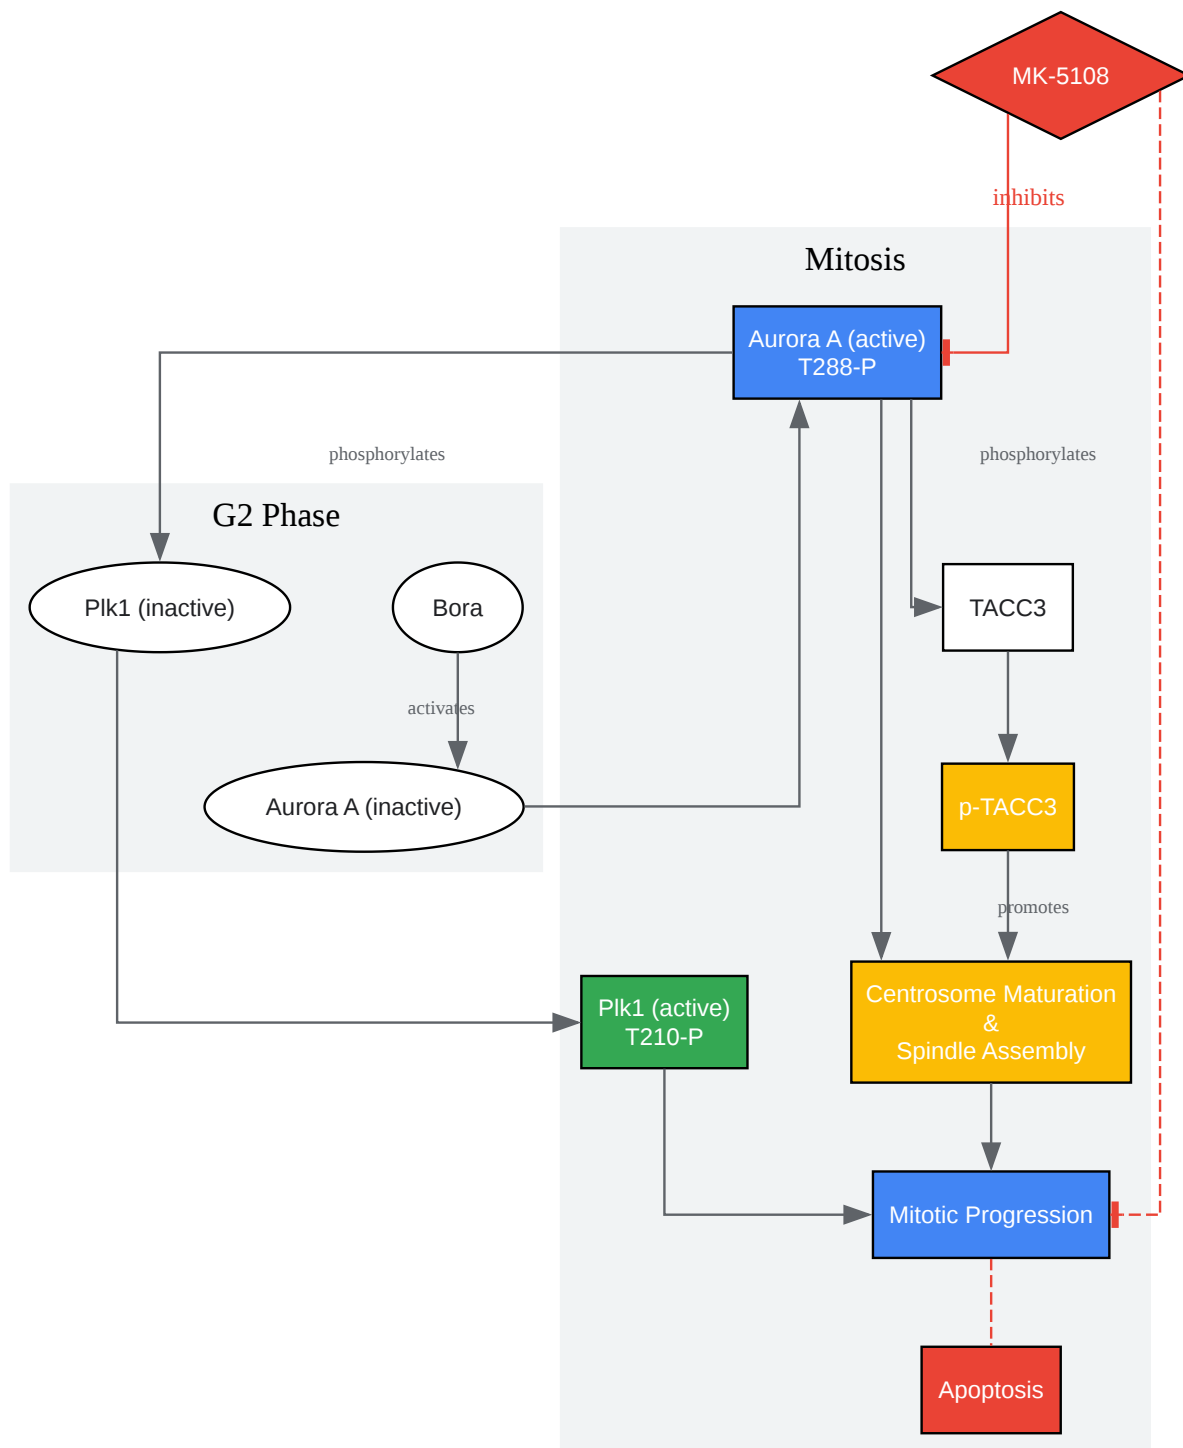 MK-5108
inhibits
Mitosis
Aurora A (active)
T288-P
phosphorylates
phosphorylates
G2 Phase
Plk1 (inactive)
Bora
TACC3
activates
Aurora A (inactive)
p-TACC3
promotes
Plk1 (active)
T210-P
Centrosome Maturation
&
Spindle Assembly
Mitotic Progression
Apoptosis